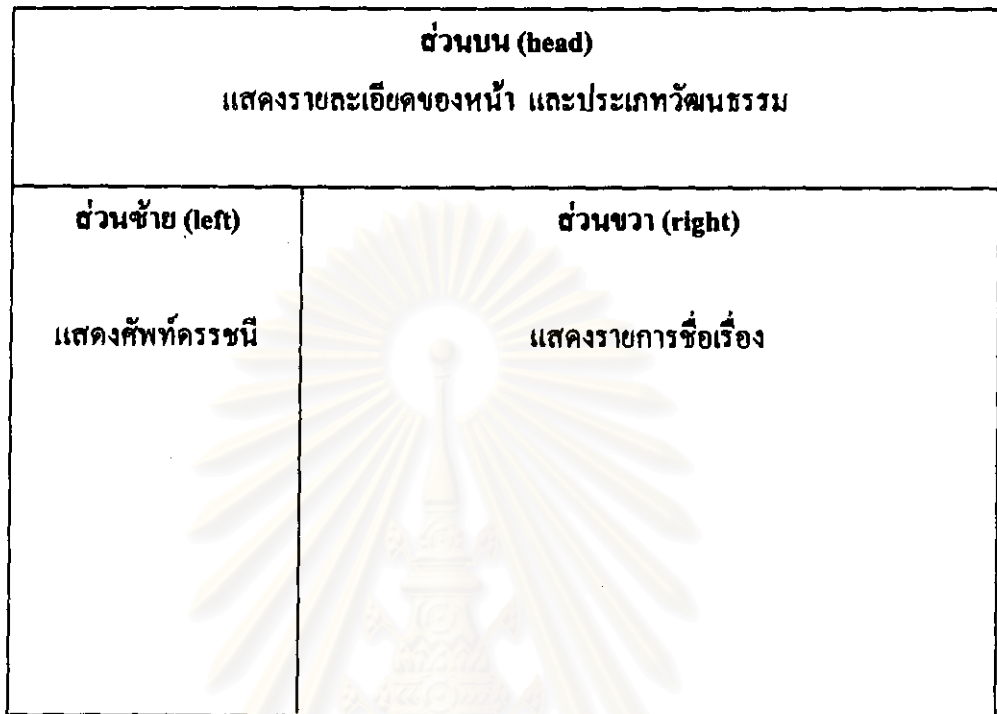 ส่วนบน (head)
แสดงรายละเอียดของหน้า และประเภทวัฒนธรรม
ส่วนซ้าย (left)
แสดงศัพท์ดรรชนี
ส่วนขวา (right)
แสดงรายการชื่อเรื่อง